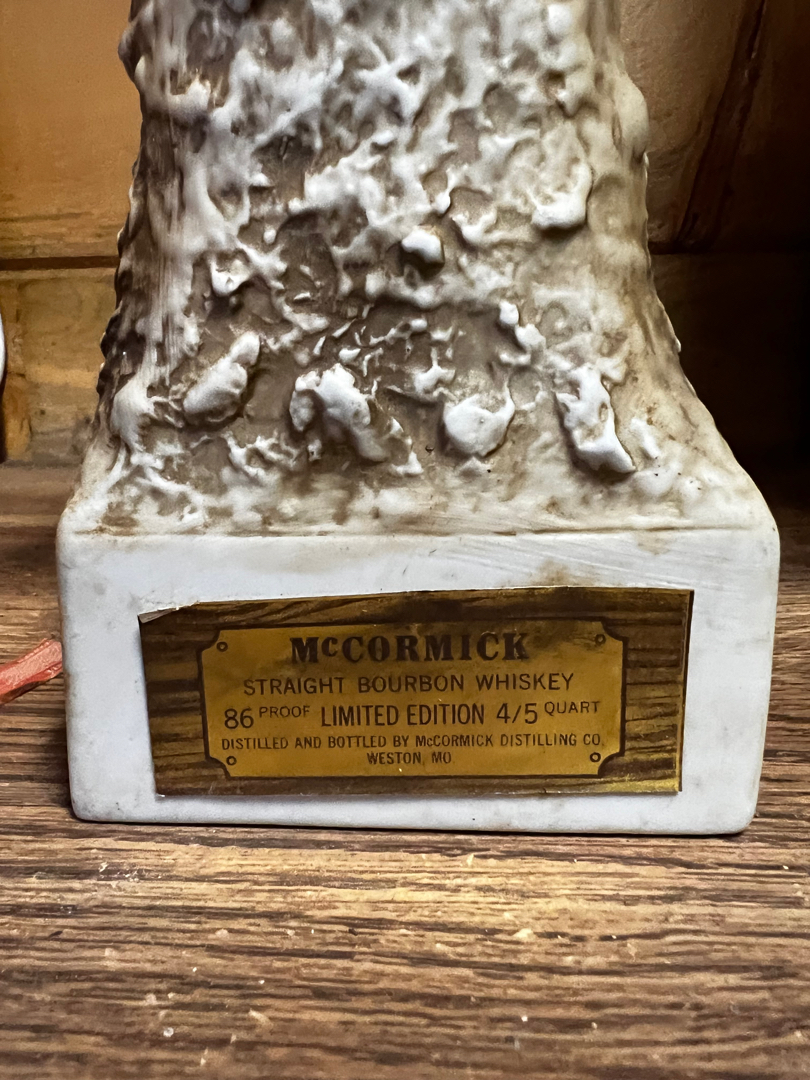 McCORMICK
STRAIGHT BOURBON WHISKEY
86 PROOF LIMITED EDITION 4/5 QUART
DISTILLED AND BOTTLED BY McCORMICK DISTILLING CO.
WESTON, MO